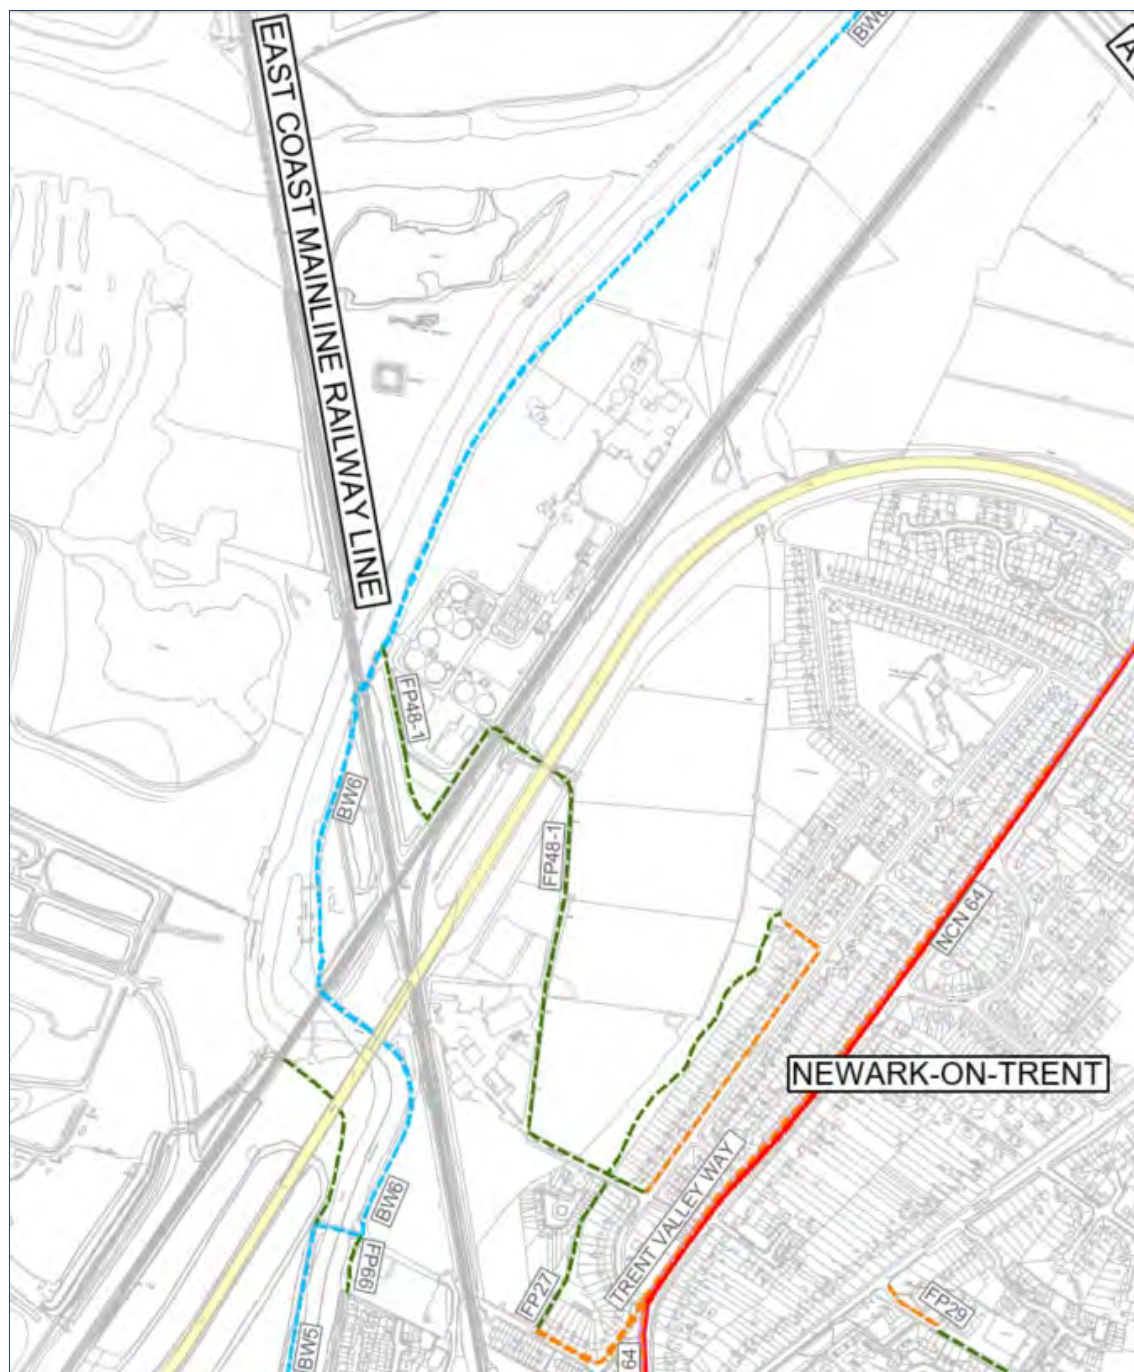 BW6
A
EAST COAST MAINLINE RAILWAY LINE
FP48-1
BW6
FP48-1
NCN 64
NEWARK-ON-TRENT
TRENT VALLEY WAY
BW6
FP66
FP27
FP29
BW5
64